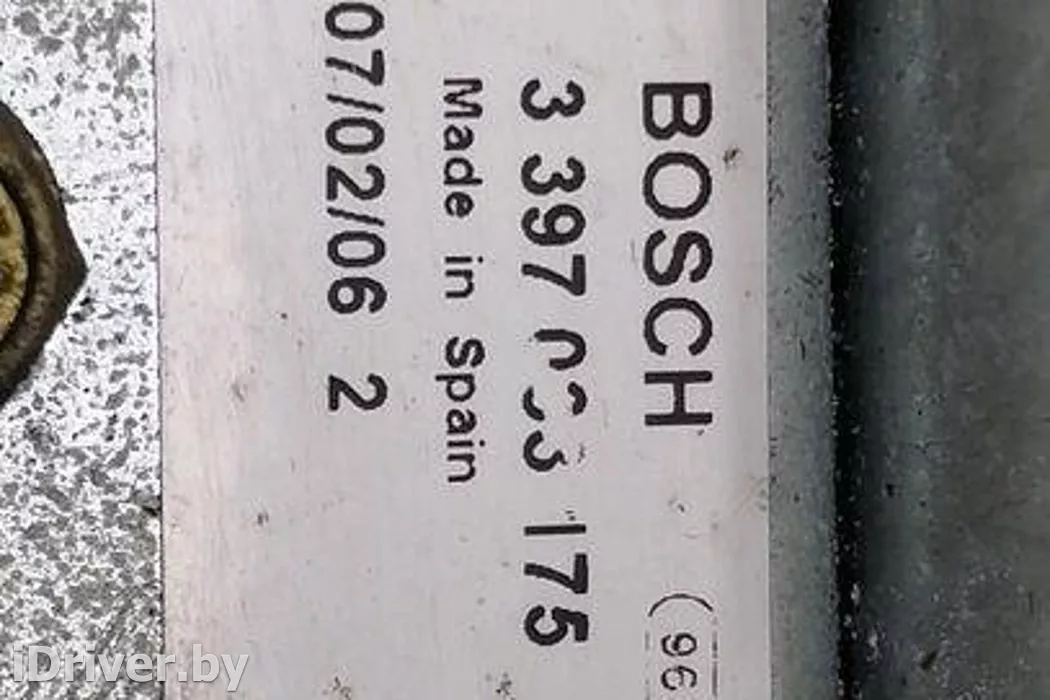 BOSCH (96
3 397 175
Made in Spain
07/02/06 2
iDriver.by